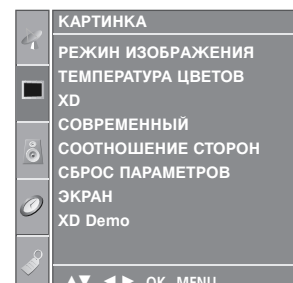 КАРТИНКА
РЕЖИН ИЗОБРАЖЕНИЯ
ТЕМПЕРАТУРА ЦВЕТОВ
XD
СОВРЕМЕННЫЙ
СООТНОШЕНИЕ СТОРОН
СБРОС ПАРАМЕТРОВ
ЭКРАН
XD Demo
▲▼ ◄► OK MENU